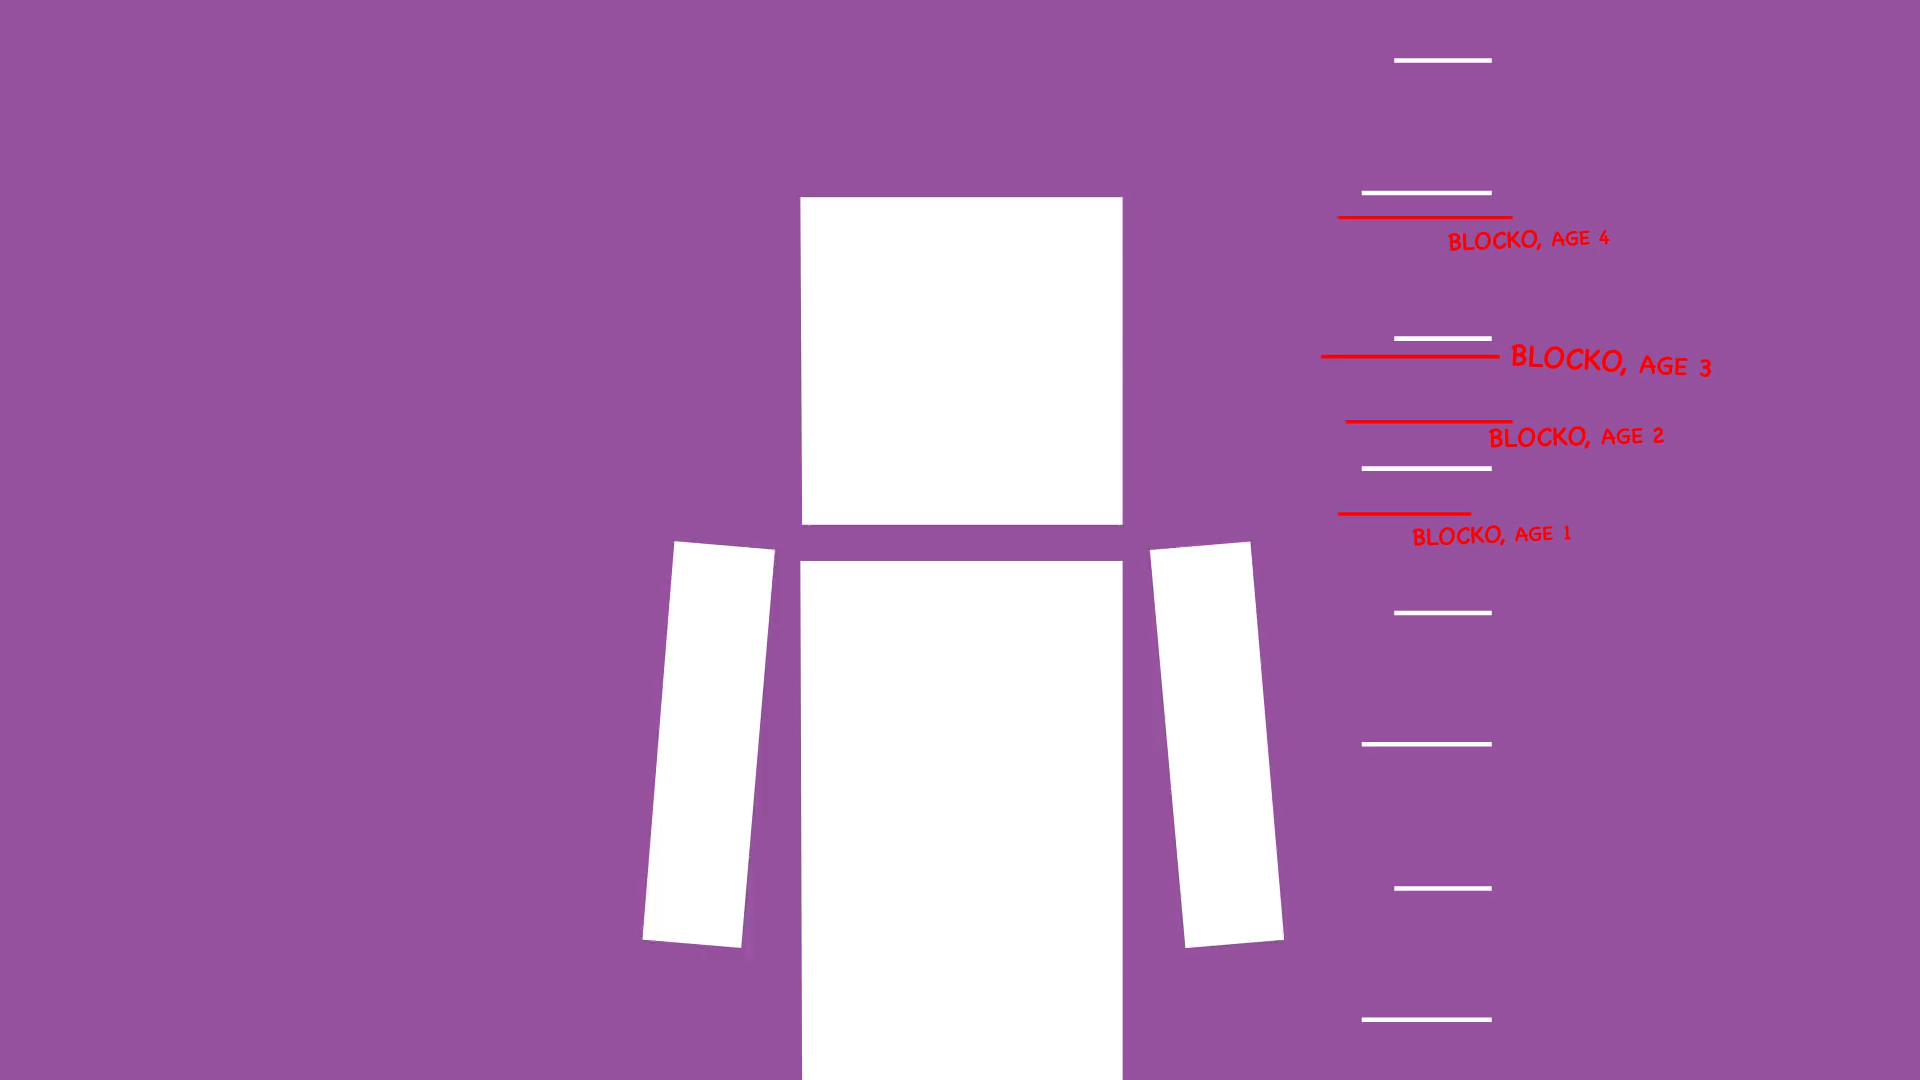 BLOCKO, AGE 4
BLOCKO, AGE 3
BLOCKO, AGE 2
BLOCKO, AGE 1